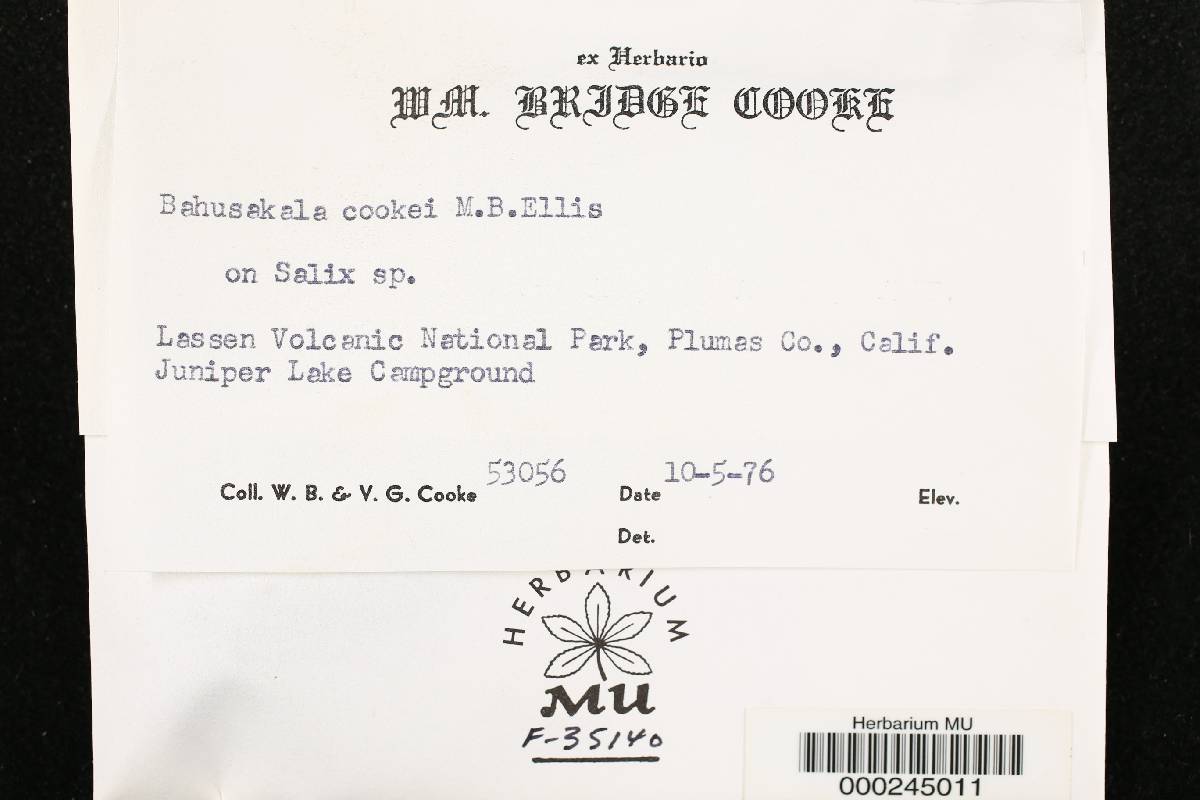 ex Herbario
WM. BRIDGE COOKE
Bahusakala cookei M.B.Ellis
on Salix sp.
Lassen Volcanic National Park, Plumas Co., Calif.
Juniper Lake Campground
Coll. W. B. & V. G. Cooke 53056 Date 10-5-76 Elev.
Det.
HERBARIUM
MU
F-35140
Herbarium MU
000245011